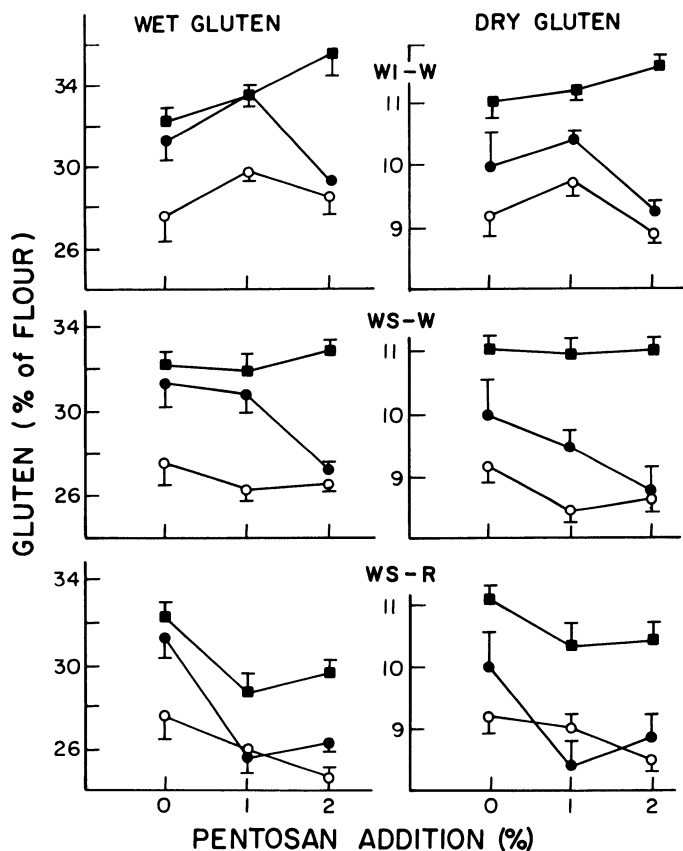 WET GLUTEN
DRY GLUTEN
WI-W
34
30
26
11
10
9
WS-W
34
30
26
11
10
9
WS-R
34
30
26
11
10
9
0 1 2
0 1 2
GLUTEN (% of FLOUR)
PENTOSAN ADDITION (%)